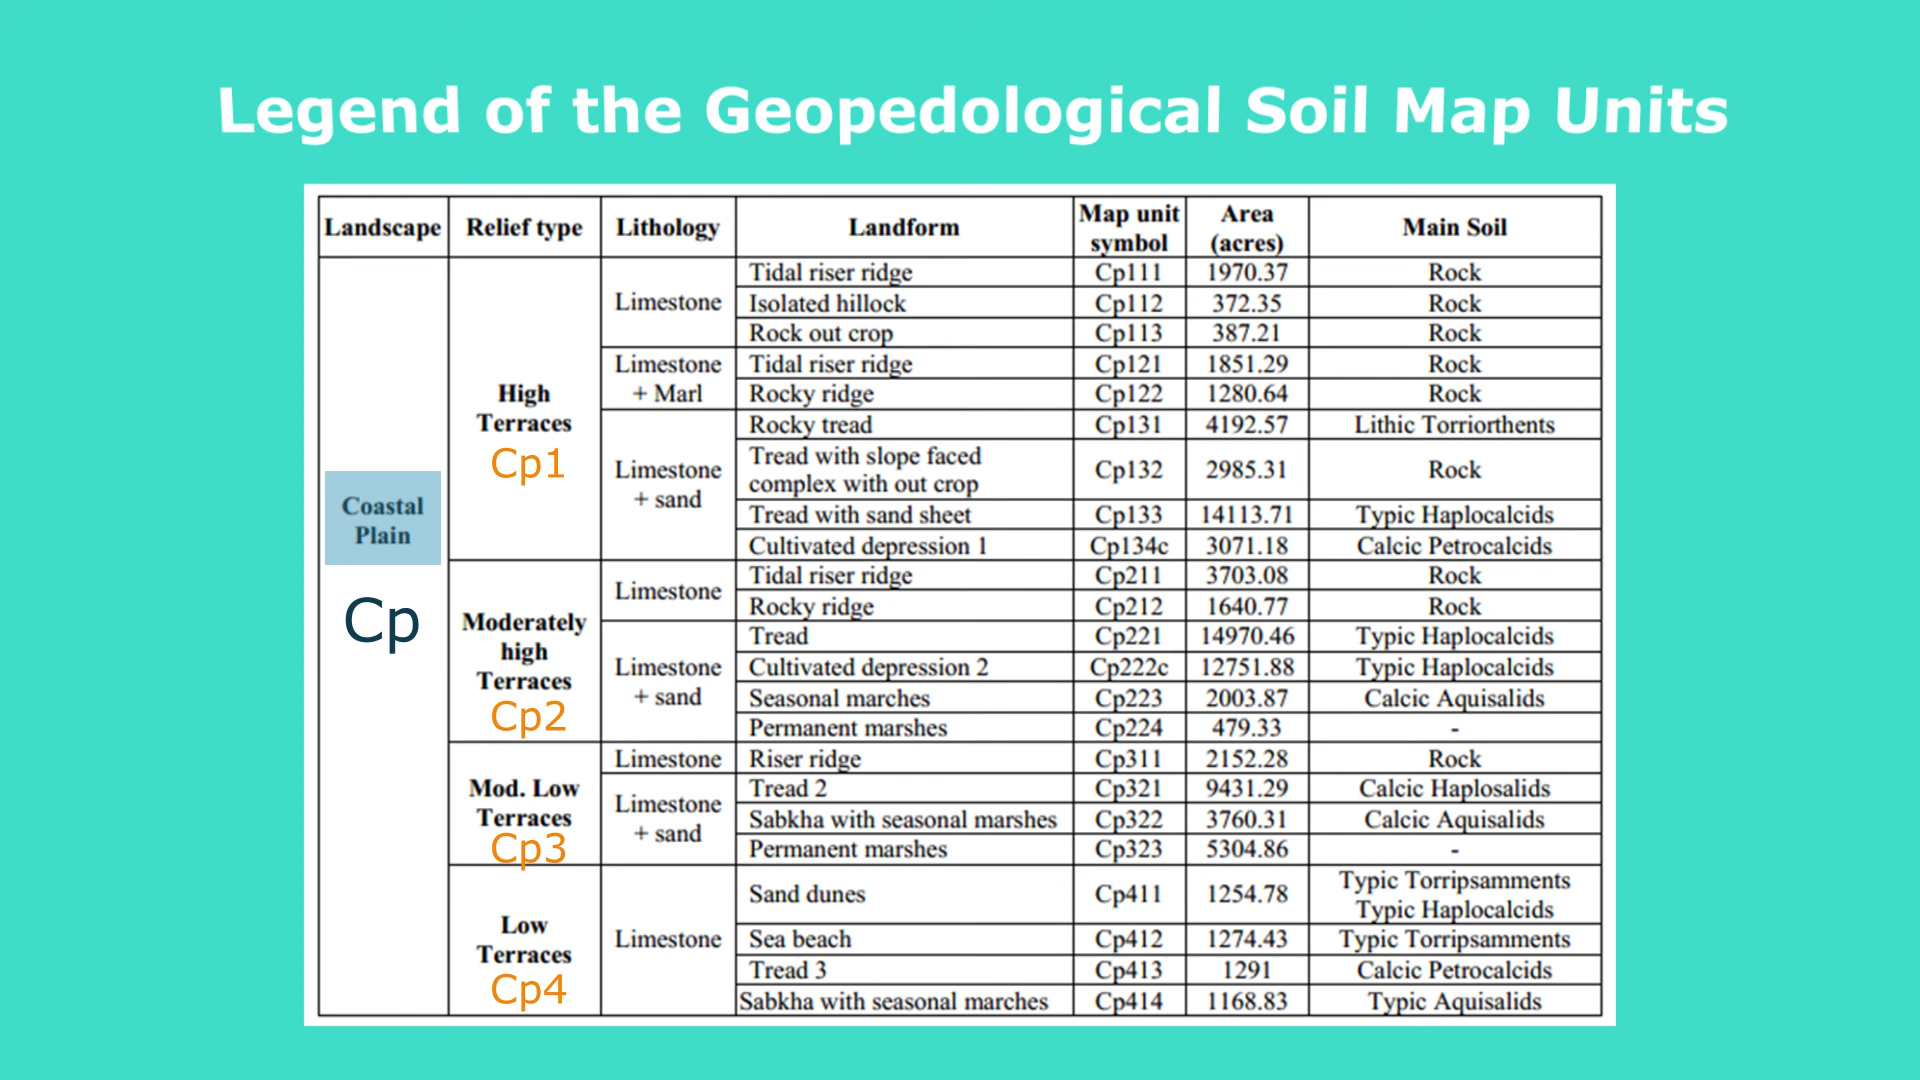 Legend of the Geopedological Soil Map Units
Landscape Relief type Lithology Landform Map unit symbol Area (acres) Main Soil
Coastal Plain
Cp
High Terraces
Cp1
Limestone
Tidal riser ridge Cp111 1970.37 Rock
Isolated hillock Cp112 372.35 Rock
Rock out crop Cp113 387.21 Rock
Limestone + Marl
Tidal riser ridge Cp121 1851.29 Rock
Rocky ridge Cp122 1280.64 Rock
Limestone + sand
Rocky tread Cp131 4192.57 Lithic Torriorthents
Tread with slope faced complex with out crop Cp132 2985.31 Rock
Tread with sand sheet Cp133 14113.71 Typic Haplocalcids
Cultivated depression 1 Cp134c 3071.18 Calcic Petrocalcids
Moderately high Terraces
Cp2
Limestone
Tidal riser ridge Cp211 3703.08 Rock
Rocky ridge Cp212 1640.77 Rock
Limestone + sand
Tread Cp221 14970.46 Typic Haplocalcids
Cultivated depression 2 Cp222c 12751.88 Typic Haplocalcids
Seasonal marches Cp223 2003.87 Calcic Aquisalids
Permanent marshes Cp224 479.33 -
Mod. Low Terraces
Cp3
Limestone
Riser ridge Cp311 2152.28 Rock
Limestone + sand
Tread 2 Cp321 9431.29 Calcic Haplosalids
Sabkha with seasonal marshes Cp322 3760.31 Calcic Aquisalids
Permanent marshes Cp323 5304.86 -
Low Terraces
Cp4
Limestone
Sand dunes Cp411 1254.78 Typic Torripsamments Typic Haplocalcids
Sea beach Cp412 1274.43 Typic Torripsamments
Tread 3 Cp413 1291 Calcic Petrocalcids
Sabkha with seasonal marches Cp414 1168.83 Typic Aquisalids